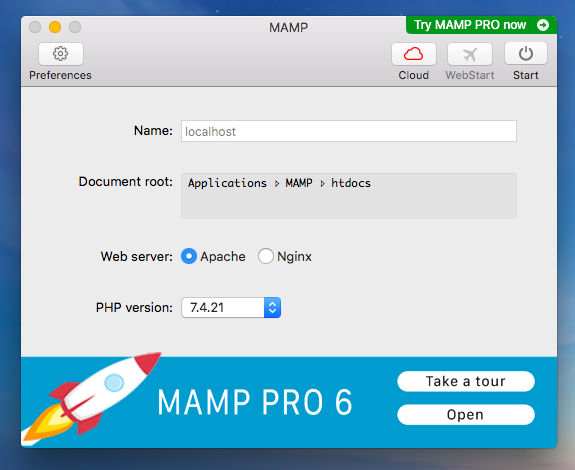 MAMP
Try MAMP PRO now
Preferences
Cloud
WebStart
Start
Name: localhost
Document root: Applications ▹ MAMP ▹ htdocs
Web server: Apache Nginx
PHP version: 7.4.21
MAMP PRO 6
Take a tour
Open